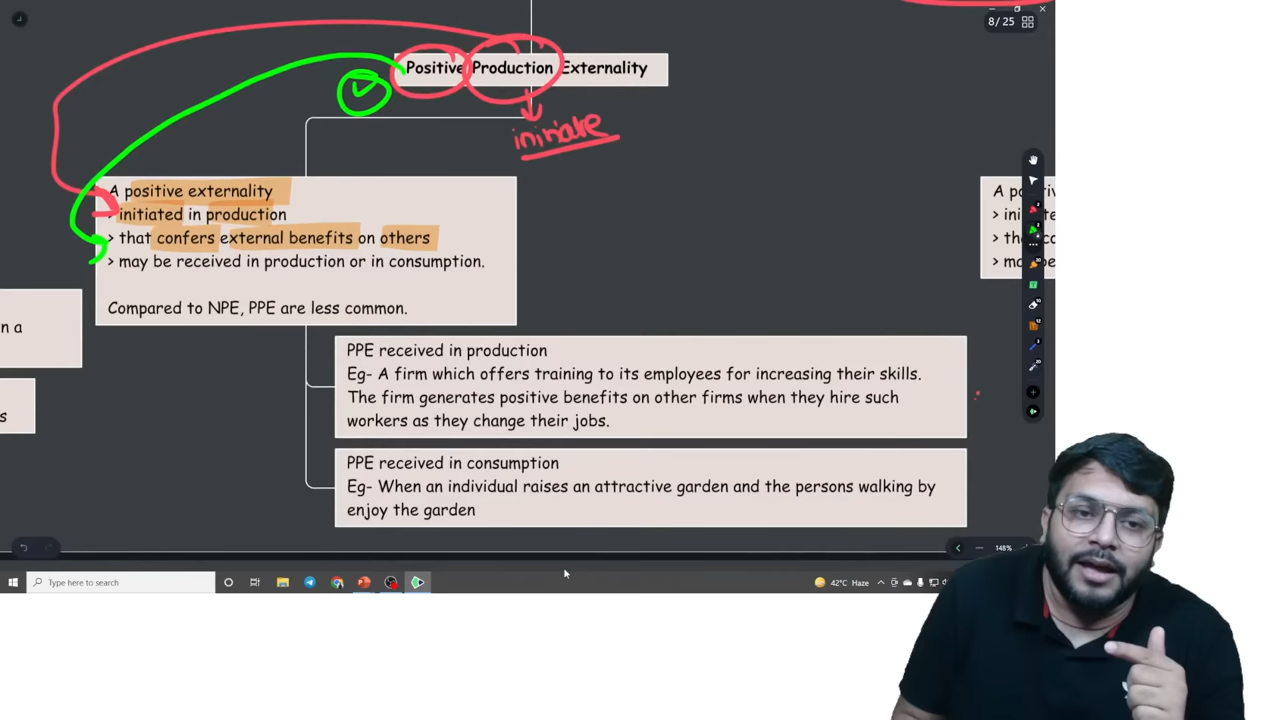 8/25
Positive Production Externality
initiate
A positive externality
> initiated in production
> that confers external benefits on others
> may be received in production or in consumption.
Compared to NPE, PPE are less common.
A po
> in
> th
> m
n a
s
PPE received in production
Eg- A firm which offers training to its employees for increasing their skills.
The firm generates positive benefits on other firms when they hire such
workers as they change their jobs.
PPE received in consumption
Eg- When an individual raises an attractive garden and the persons walking by
enjoy the garden
148%
Type here to search
42°C Haze